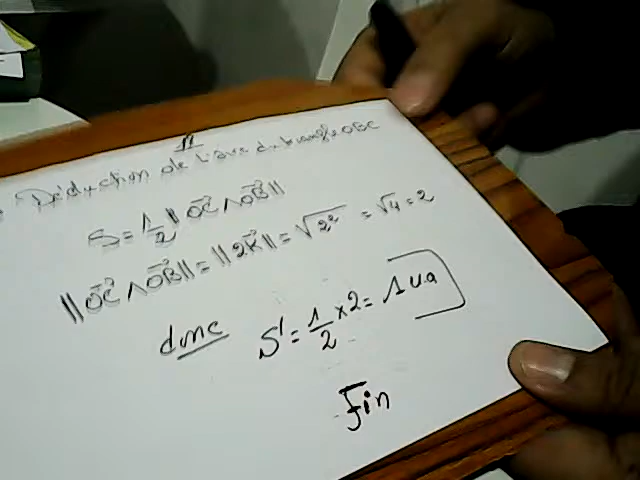 11
Déduction de l'aire du triangle OBC
S = 1/2 ||OC⃗ ∧ OB⃗||
||OC⃗ ∧ OB⃗|| = ||2K⃗|| = √2² = √4 = 2
donc S = 1/2 × 2 = 1 u.a
Fin